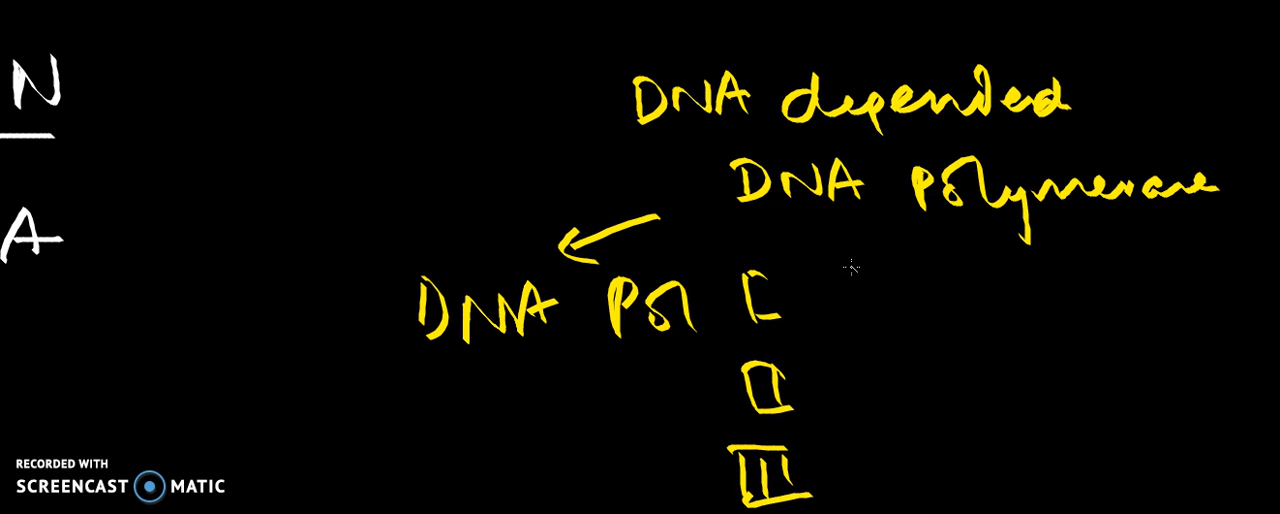 N
DNA depended
DNA polymerase
A
DNA Pol I
II
III
RECORDED WITH
SCREENCAST MATIC